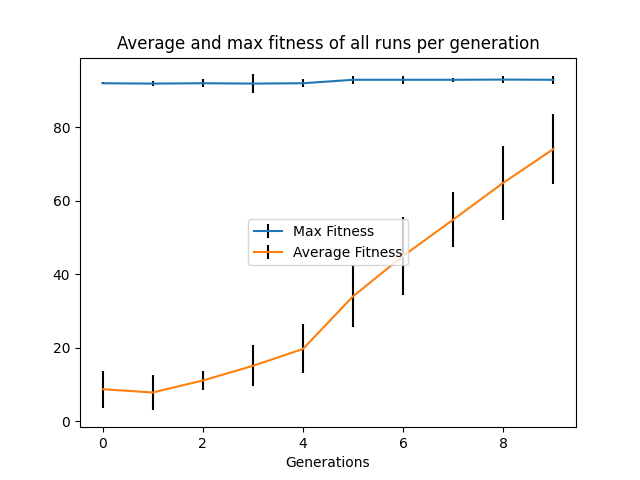 Average and max fitness of all runs per generation
80
60
40
20
0
Max Fitness
Average Fitness
0 2 4 6 8
Generations